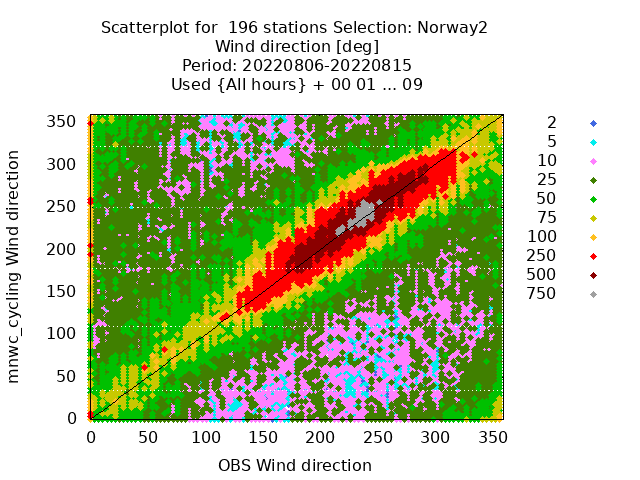 Scatterplot for  196 stations Selection: Norway2
Wind direction [deg]
Period: 20220806-20220815
Used {All hours} + 00 01 ... 09
mnwc_cycling Wind direction
350
300
250
200
150
100
50
0
0 50 100 150 200 250 300 350
OBS Wind direction
2
5
10
25
50
75
100
250
500
750